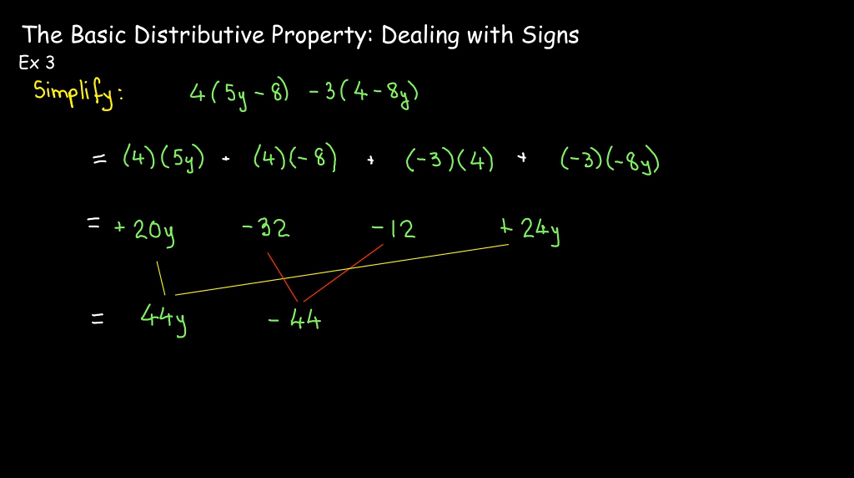 The Basic Distributive Property: Dealing with Signs
Ex 3
Simplify: 4(5y-8) -3(4-8y)
= (4)(5y) + (4)(-8) + (-3)(4) + (-3)(-8y)
= +20y -32 -12 +24y
= 44y -44